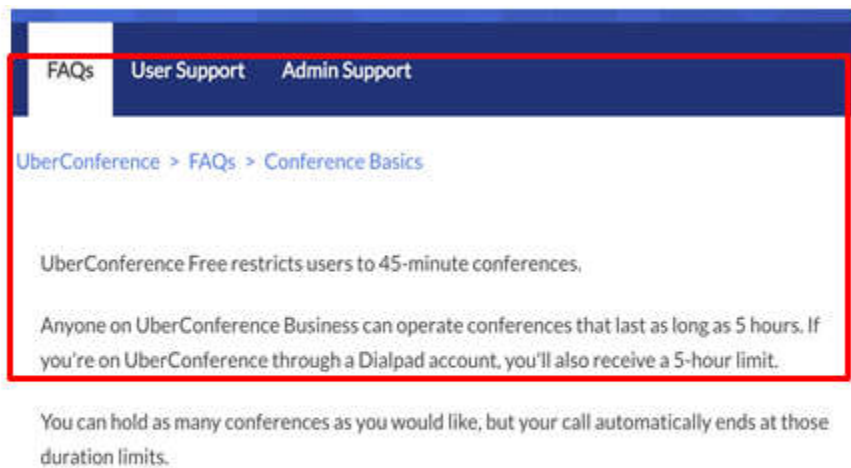 FAQs User Support Admin Support
UberConference > FAQs > Conference Basics
UberConference Free restricts users to 45-minute conferences.
Anyone on UberConference Business can operate conferences that last as long as 5 hours. If
you're on UberConference through a Dialpad account, you'll also receive a 5-hour limit.
You can hold as many conferences as you would like, but your call automatically ends at those
duration limits.